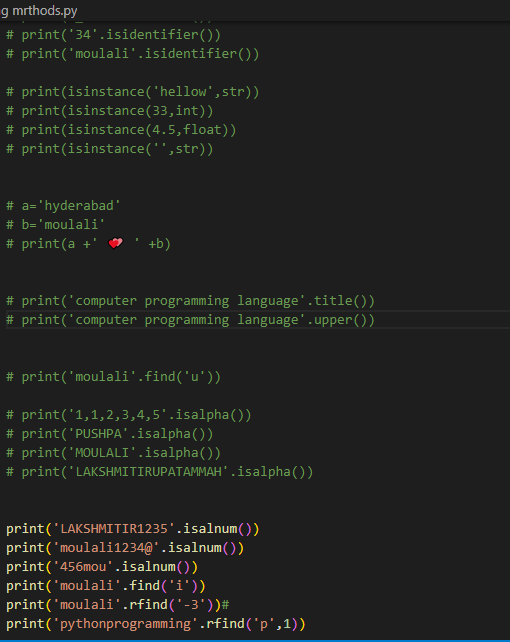 g mrthods.py
# print('34'.isidentifier())
# print('moulali'.isidentifier())
# print(isinstance('hellow',str))
# print(isinstance(33,int))
# print(isinstance(4.5,float))
# print(isinstance('',str))
# a='hyderabad'
# b='moulali'
# print(a +' 💞 ' +b)
# print('computer programming language'.title())
# print('computer programming language'.upper())
# print('moulali'.find('u'))
# print('1,1,2,3,4,5'.isalpha())
# print('PUSHPA'.isalpha())
# print('MOULALI'.isalpha())
# print('LAKSHMITIRUPATAMMAH'.isalpha())
print('LAKSHMITIR1235'.isalnum())
print('moulali1234@'.isalnum())
print('456mou'.isalnum())
print('moulali'.find('i'))
print('moulali'.rfind('-3'))#
print('pythonprogramming'.rfind('p',1))